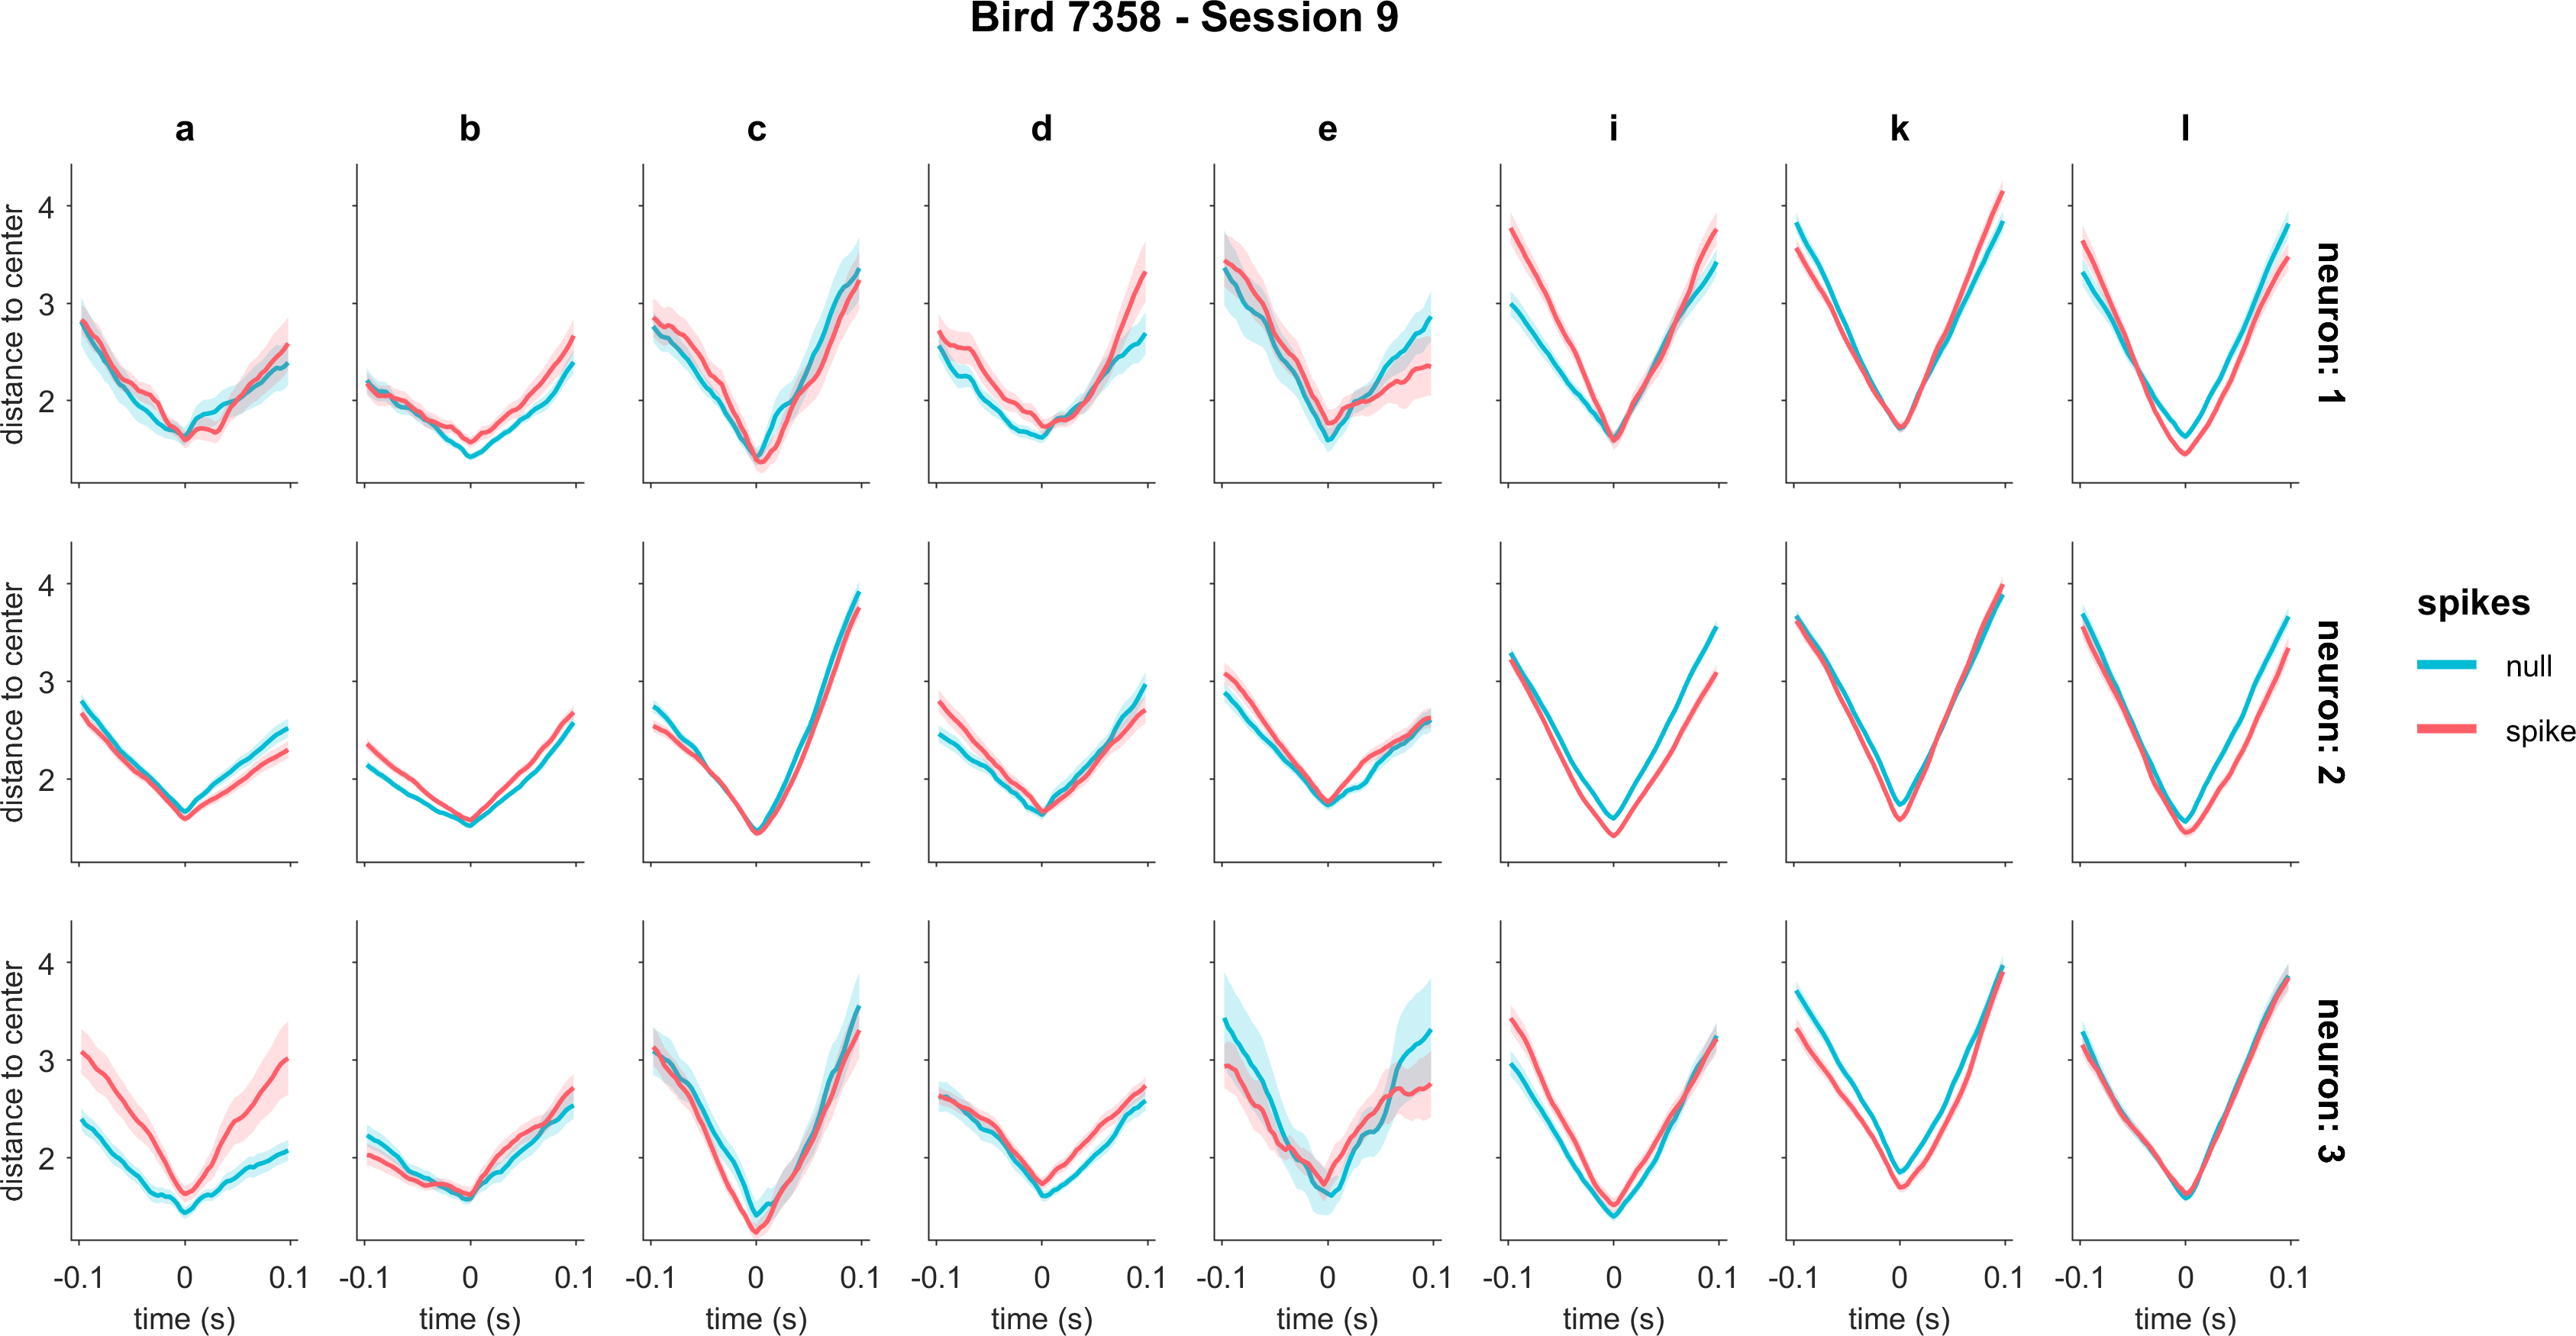 Bird 7358 - Session 9
a b c d e i k l
4
3
2
distance to center
neuron: 1
4
3
2
distance to center
neuron: 2
spikes
null
spike
4
3
2
distance to center
neuron: 3
-0.1 0 0.1 -0.1 0 0.1 -0.1 0 0.1 -0.1 0 0.1 -0.1 0 0.1 -0.1 0 0.1 -0.1 0 0.1 -0.1 0 0.1
time (s) time (s) time (s) time (s) time (s) time (s) time (s) time (s)